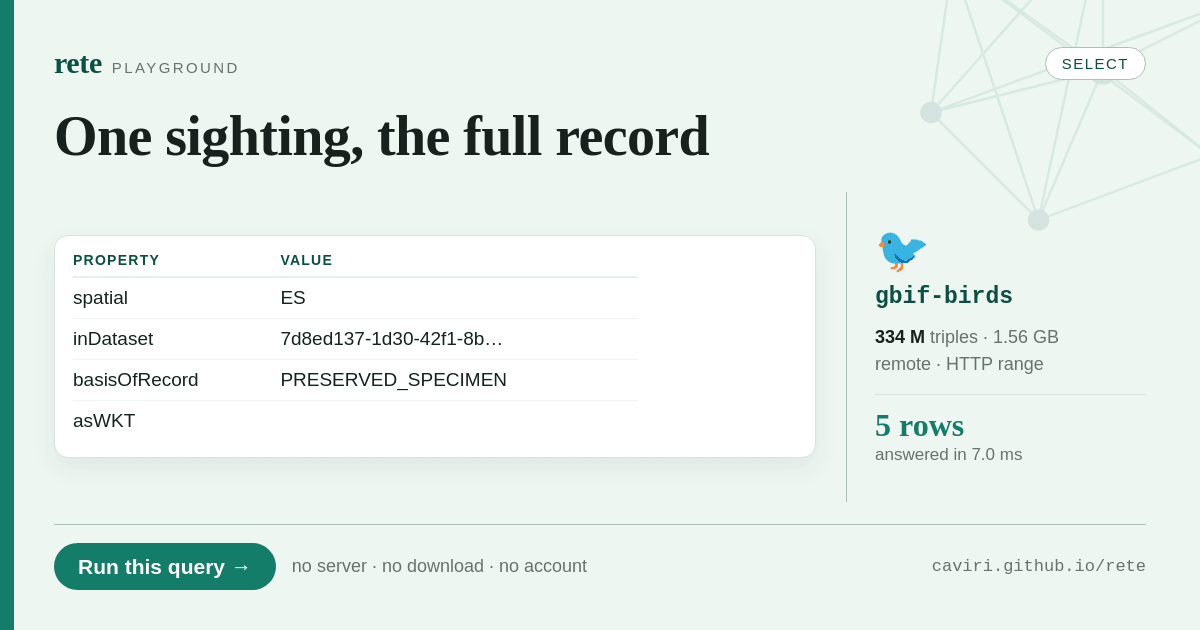 rete PLAYGROUND
SELECT
One sighting, the full record
PROPERTY VALUE
spatial ES
inDataset 7d8ed137-1d30-42f1-8b…
basisOfRecord PRESERVED_SPECIMEN
asWKT
gbif-birds
334 M triples · 1.56 GB
remote · HTTP range
5 rows
answered in 7.0 ms
Run this query →
no server · no download · no account
caviri.github.io/rete